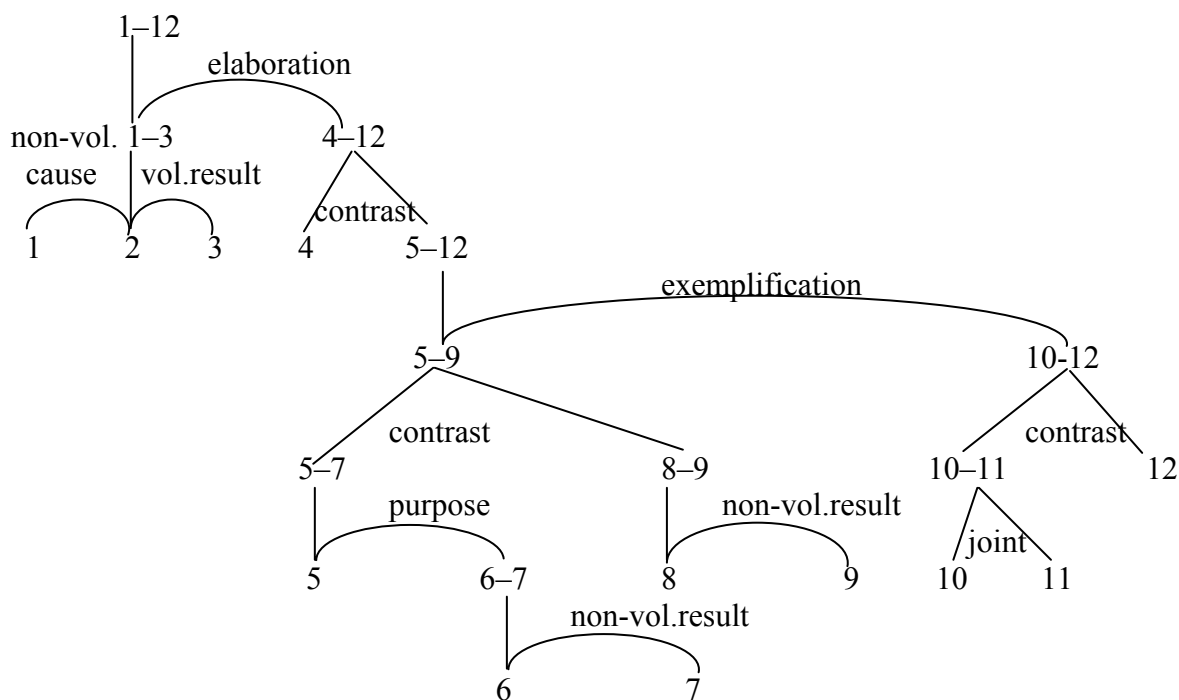 1–12
elaboration
non-vol. 1–3 4–12
cause vol.result
contrast
1 2 3 4 5–12
exemplification
5–9 10-12
contrast contrast
5–7 8–9 10–11 12
purpose non-vol.result
joint
5 6–7 8 9 10 11
non-vol.result
6 7